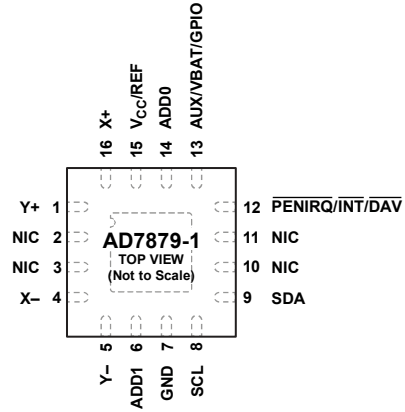 16 X+
15 VCC/REF
14 ADD0
13 AUX/VBAT/GPIO
Y+ 1
NIC 2
NIC 3
X– 4
AD7879-1
TOP VIEW
(Not to Scale)
12 PENIRQ/INT/DAV
11 NIC
10 NIC
9 SDA
Y– 5
ADD1 6
GND 7
SCL 8